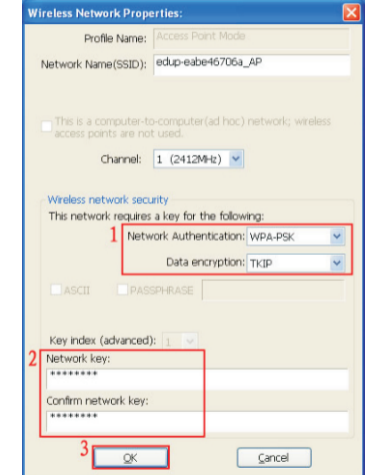 Wireless Network Properties:
Profile Name: Access Point Mode
Network Name(SSID): edup-eabe46706a_AP
This is a computer-to-computer(ad hoc) network; wireless
access points are not used.
Channel: 1 (2412MHz)
Wireless network security
This network requires a key for the following:
1 Network Authentication: WPA-PSK
Data encryption: TKIP
ASCII PASSPHRASE
Key index (advanced): 1
2 Network key:
********
Confirm network key:
********
3 OK Cancel